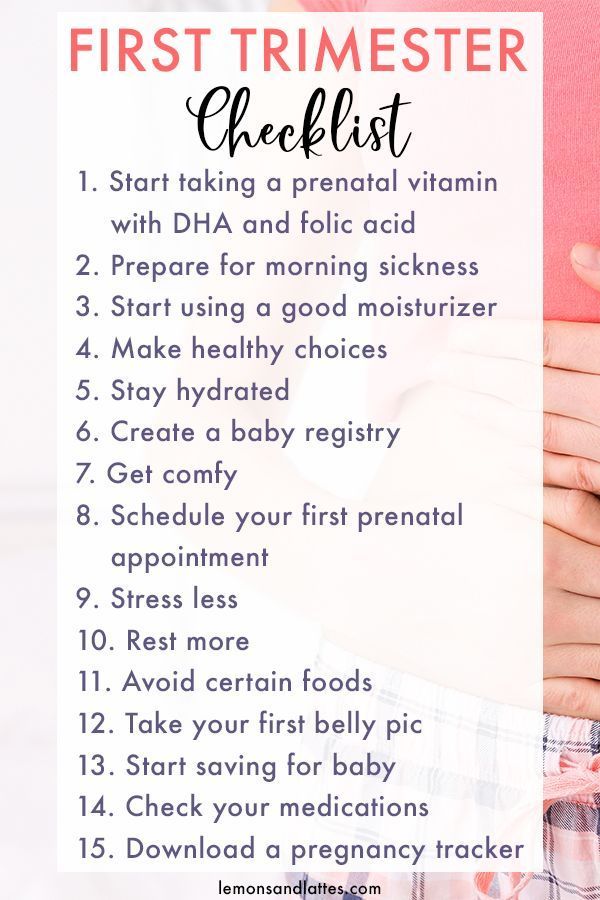 FIRST TRIMESTER
Checklist
1. Start taking a prenatal vitamin
with DHA and folic acid
2. Prepare for morning sickness
3. Start using a good moisturizer
4. Make healthy choices
5. Stay hydrated
6. Create a baby registry
7. Get comfy
8. Schedule your first prenatal
appointment
9. Stress less
10. Rest more
11. Avoid certain foods
12. Take your first belly pic
13. Start saving for baby
14. Check your medications
15. Download a pregnancy tracker
lemonsandlattes.com